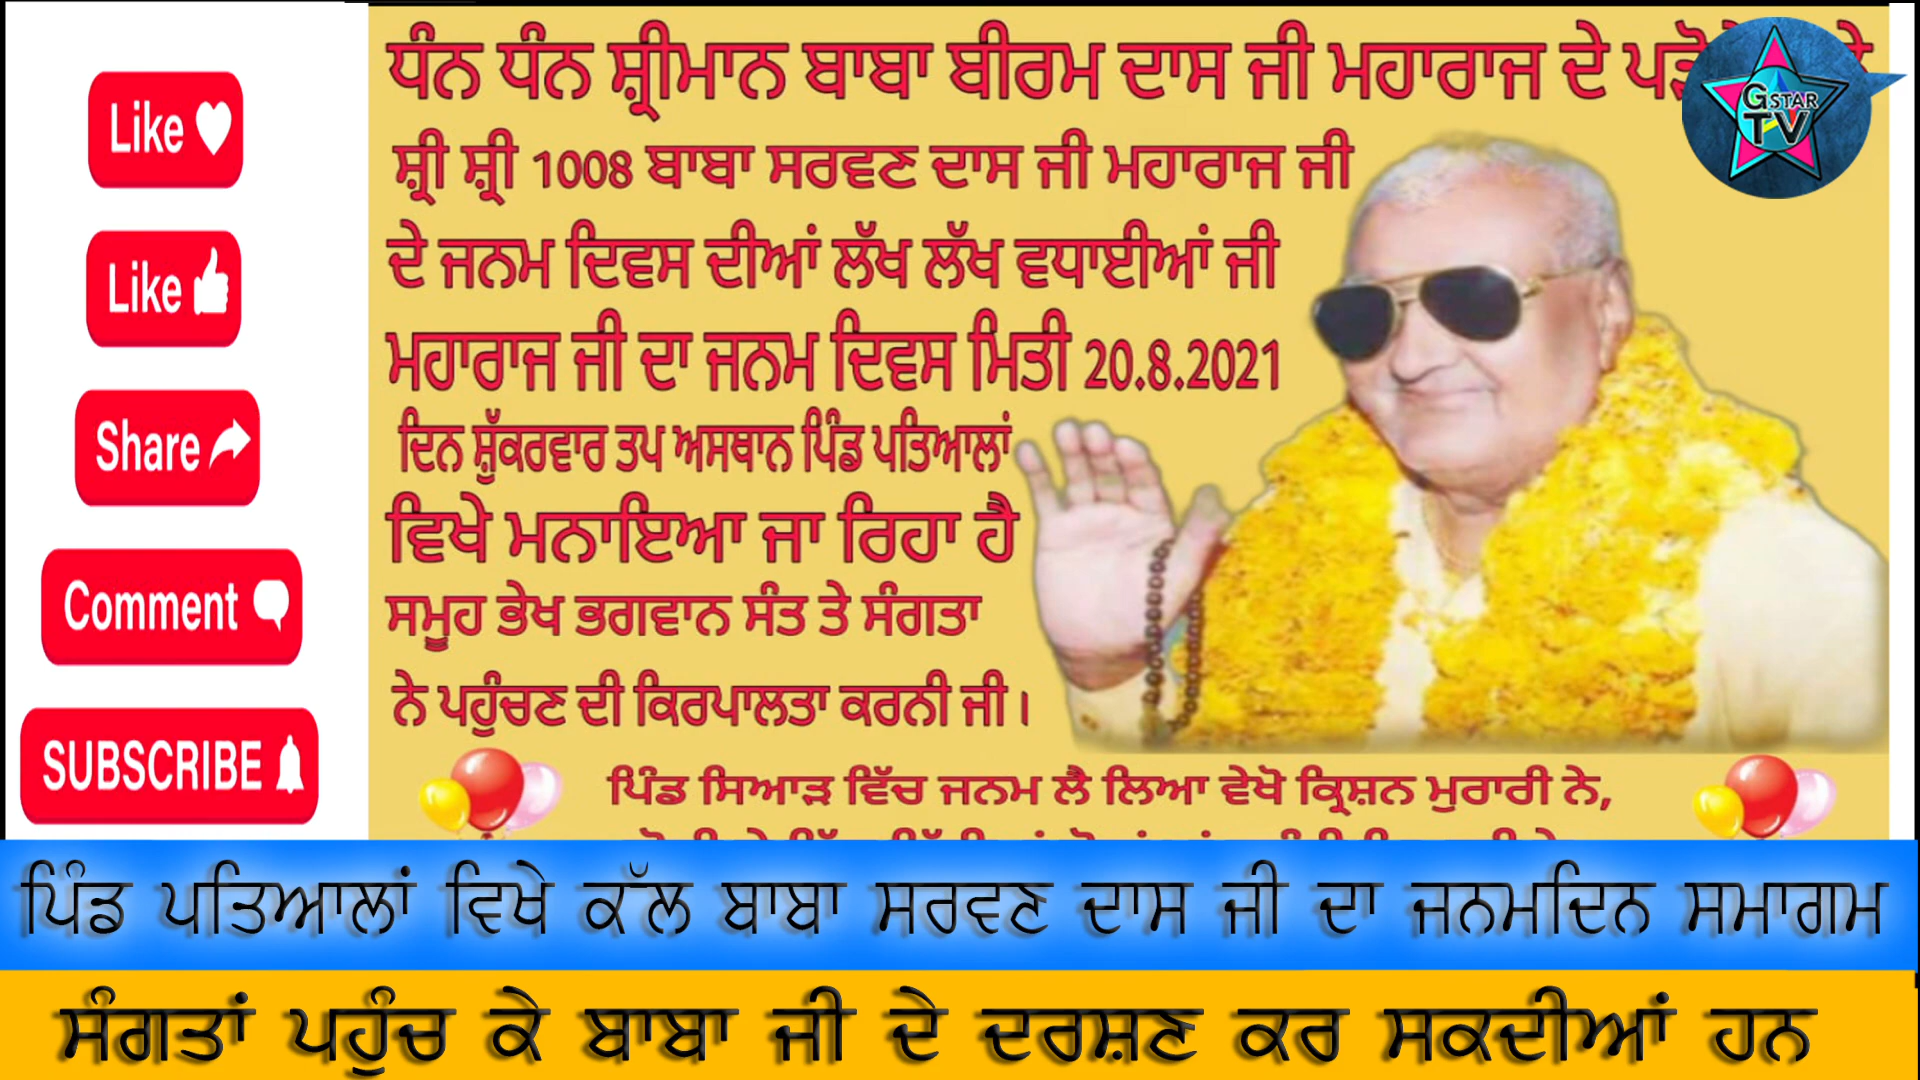 Like
Like
Share
Comment
SUBSCRIBE
ਧੰਨ ਧੰਨ ਸ਼੍ਰੀਮਾਨ ਬਾਬਾ ਬੀਰਮ ਦਾਸ ਜੀ ਮਹਾਰਾਜ ਦੇ
GSTAR
TV
ਸ਼੍ਰੀ ਸ਼੍ਰੀ 1008 ਬਾਬਾ ਸਰਵਣ ਦਾਸ ਜੀ ਮਹਾਰਾਜ ਜੀ
ਦੇ ਜਨਮ ਦਿਵਸ ਦੀਆਂ ਲੱਖ ਲੱਖ ਵਧਾਈਆਂ ਜੀ
ਮਹਾਰਾਜ ਜੀ ਦਾ ਜਨਮ ਦਿਵਸ ਮਿਤੀ 20.8.2021
ਦਿਨ ਸ਼ੁੱਕਰਵਾਰ ਤਪ ਅਸਥਾਨ ਪਿੰਡ ਪਤਿਆਲਾਂ
ਵਿਖੇ ਮਨਾਇਆ ਜਾ ਰਿਹਾ ਹੈ
ਸਮੂਹ ਭੇਖ ਭਗਵਾਨ ਸੰਤ ਤੇ ਸੰਗਤਾ
ਨੇ ਪਹੁੰਚਣ ਦੀ ਕਿਰਪਾਲਤਾ ਕਰਨੀ ਜੀ।
ਪਿੰਡ ਸਿਆੜ ਵਿੱਚ ਜਨਮ ਲੈ ਲਿਆ ਵੇਖੋ ਕ੍ਰਿਸ਼ਨ ਮੁਰਾਰੀ ਨੇ,
ਪਿੰਡ ਪਤਿਆਲਾਂ ਵਿਖੇ ਕੱਲ ਬਾਬਾ ਸਰਵਣ ਦਾਸ ਜੀ ਦਾ ਜਨਮਦਿਨ ਸਮਾਗਮ
ਸੰਗਤਾਂ ਪਹੁੰਚ ਕੇ ਬਾਬਾ ਜੀ ਦੇ ਦਰਸ਼ਣ ਕਰ ਸਕਦੀਆਂ ਹਨ